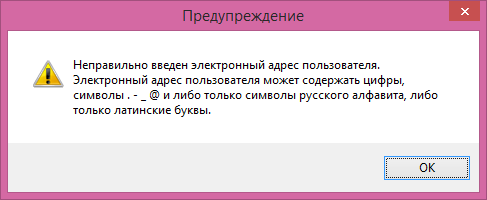 Предупреждение
Неправильно введен электронный адрес пользователя.
Электронный адрес пользователя может содержать цифры,
символы . - _ @ и либо только символы русского алфавита, либо
только латинские буквы.
ОК